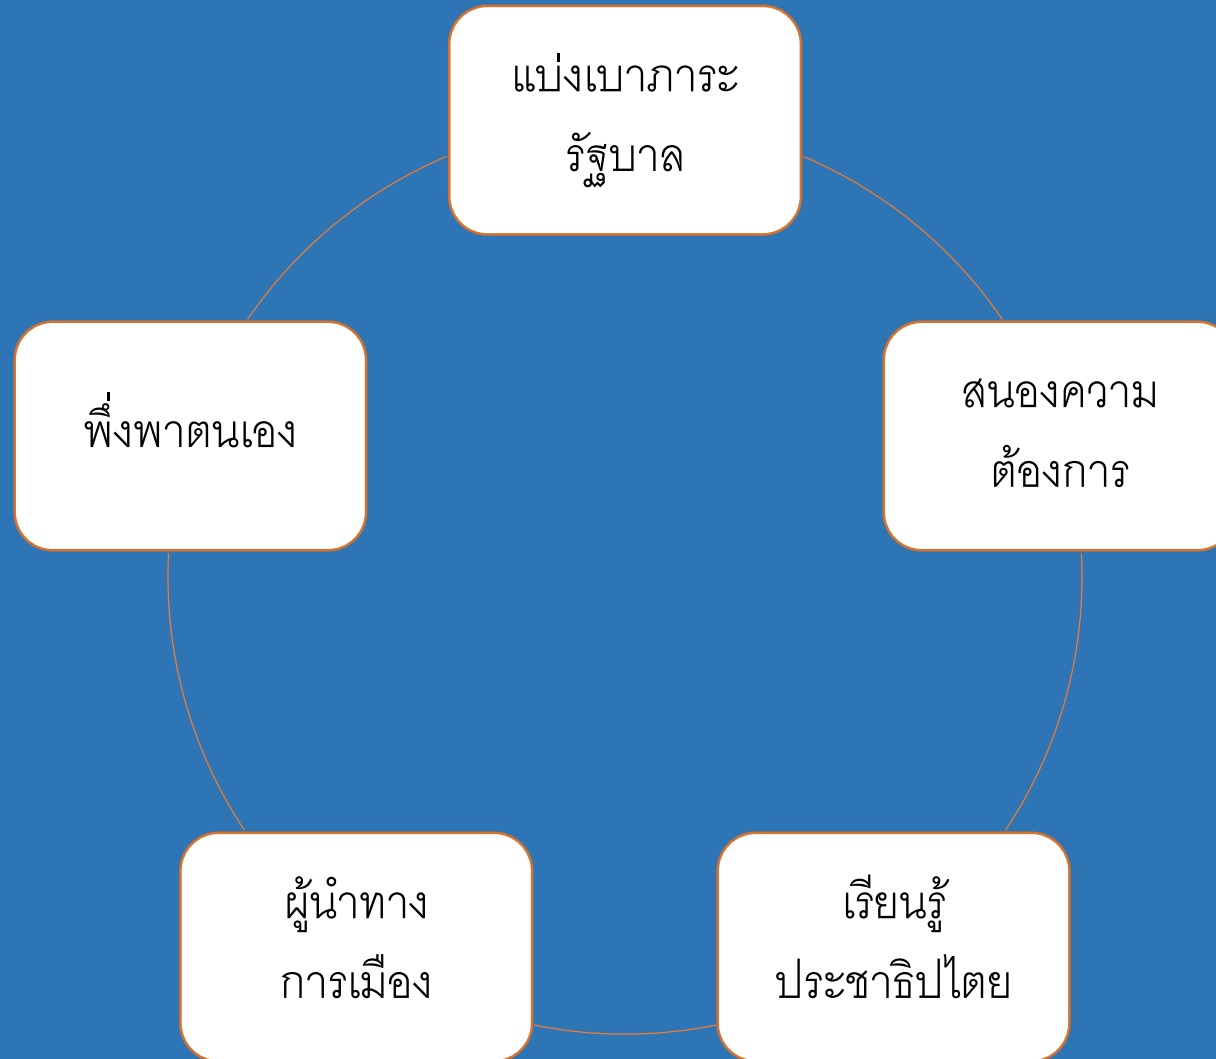 แบ่งเบาภาระ
รัฐบาล
สนองความ
ต้องการ
เรียนรู้
ประชาธิปไตย
ผู้นำทาง
การเมือง
พึ่งพาตนเอง